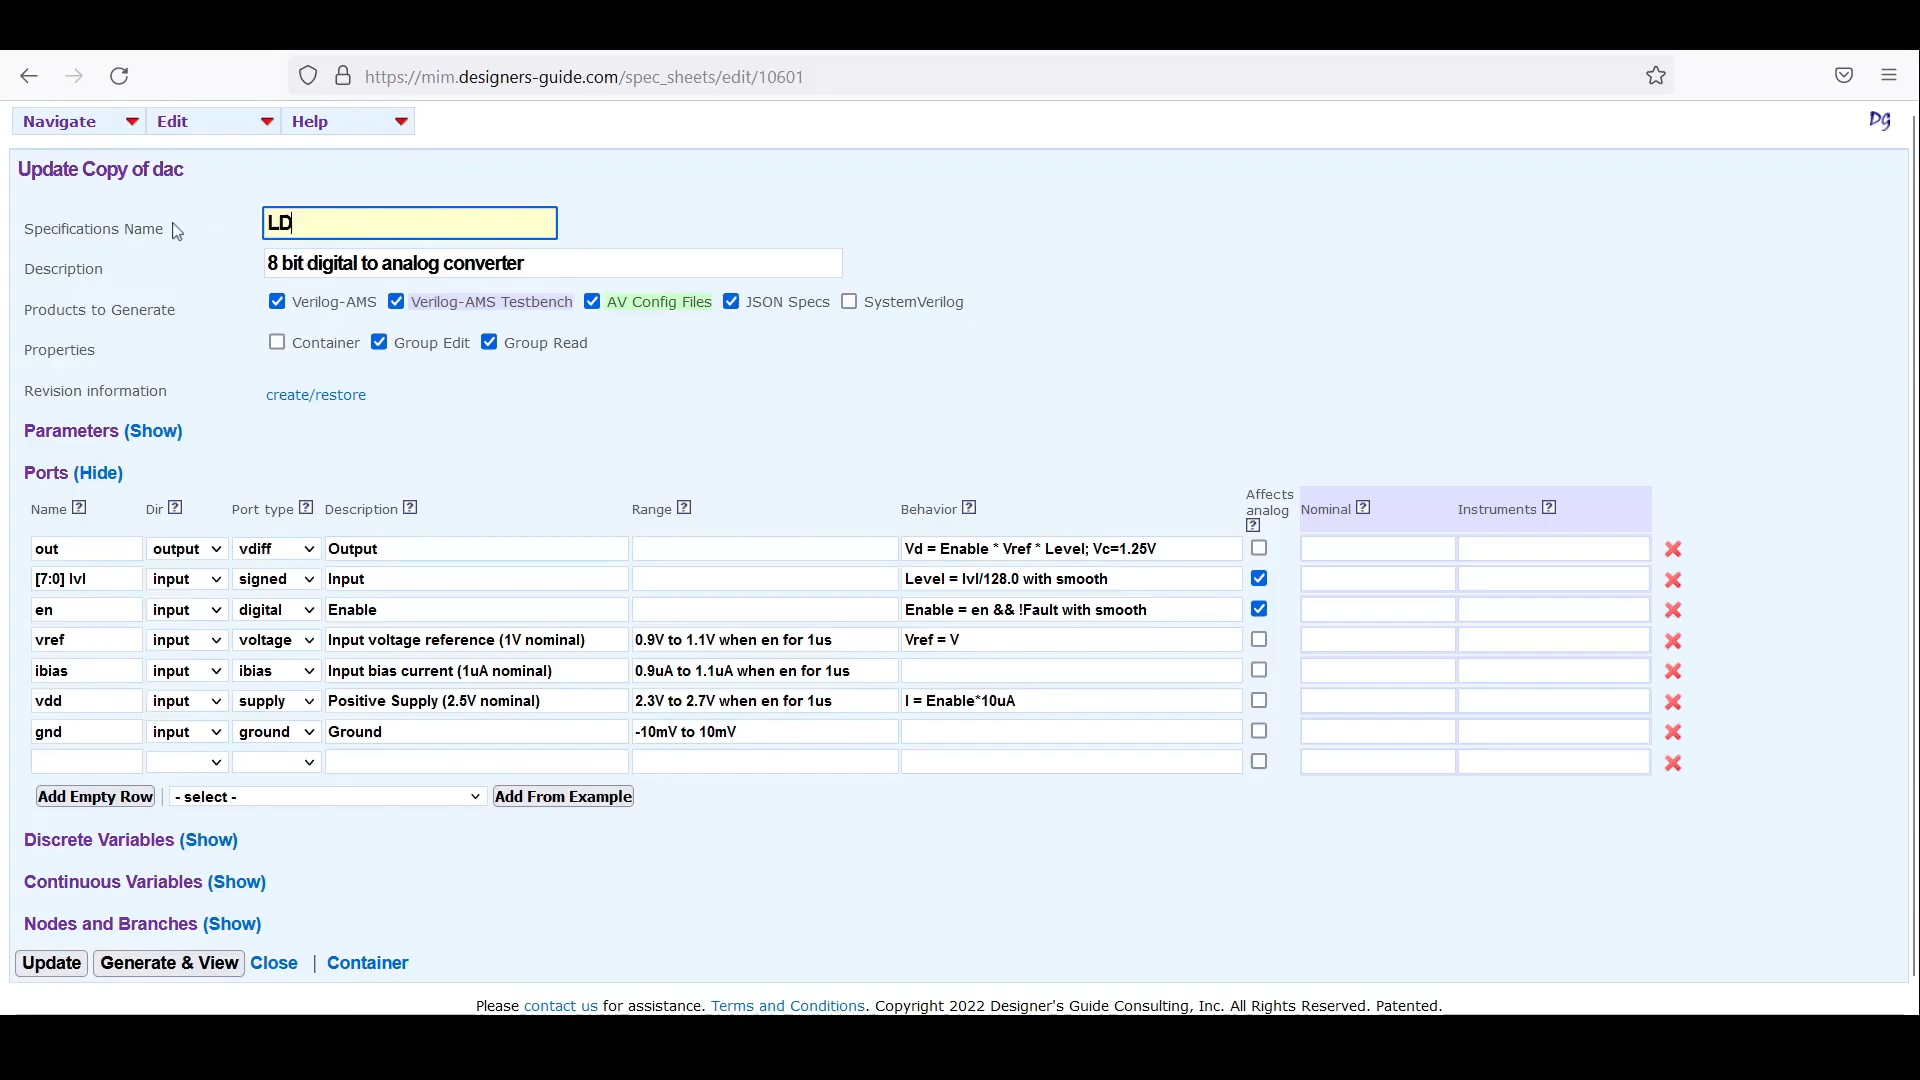 https://mim.designers-guide.com/spec_sheets/edit/10601
Navigate Edit Help
Dg
Update Copy of dac
Specifications Name LD
Description 8 bit digital to analog converter
Products to Generate Verilog-AMS Verilog-AMS Testbench AV Config Files JSON Specs SystemVerilog
Properties Container Group Edit Group Read
Revision information create/restore
Parameters (Show)
Ports (Hide)
Name ? Dir ? Port type ? Description ? Range ? Behavior ? Affects analog ? Nominal ? Instruments ?
out output vdiff Output Vd = Enable * Vref * Level; Vc=1.25V
[7:0] lvl input signed Input Level = lvl/128.0 with smooth
en input digital Enable Enable = en && !Fault with smooth
vref input voltage Input voltage reference (1V nominal) 0.9V to 1.1V when en for 1us Vref = V
ibias input ibias Input bias current (1uA nominal) 0.9uA to 1.1uA when en for 1us
vdd input supply Positive Supply (2.5V nominal) 2.3V to 2.7V when en for 1us I = Enable*10uA
gnd input ground Ground -10mV to 10mV
Add Empty Row | - select - Add From Example
Discrete Variables (Show)
Continuous Variables (Show)
Nodes and Branches (Show)
Update Generate & View Close | Container
Please contact us for assistance. Terms and Conditions. Copyright 2022 Designer's Guide Consulting, Inc. All Rights Reserved. Patented.